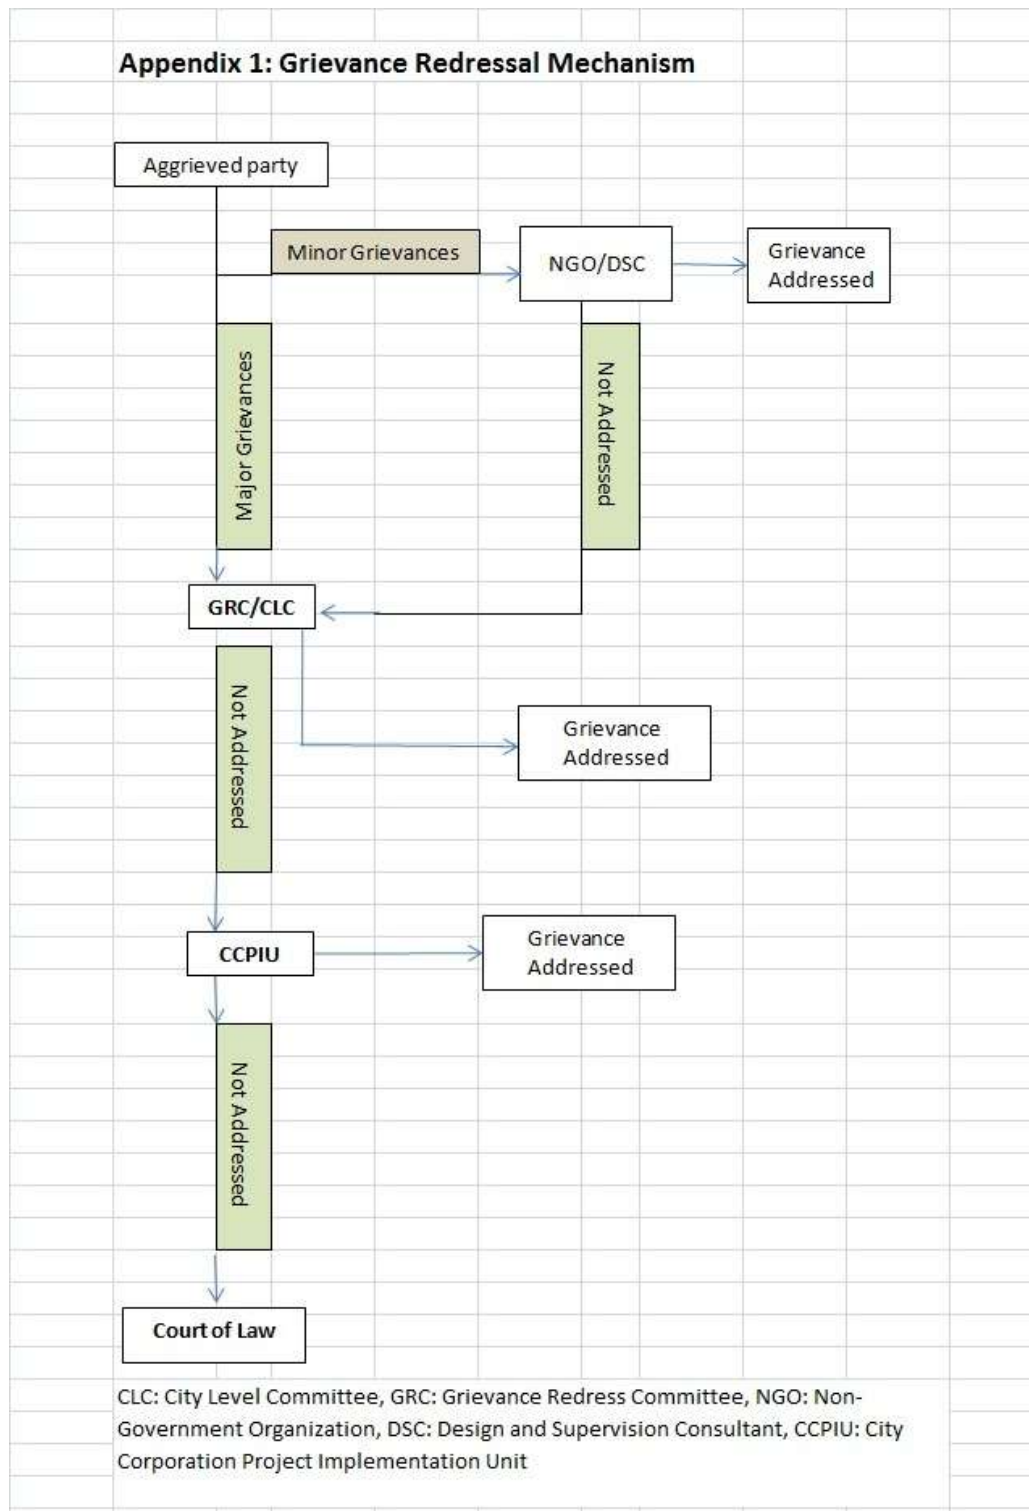 Appendix 1: Grievance Redressal Mechanism
Aggrieved party
Minor Grievances
NGO/DSC
Grievance
Addressed
Major Grievances
Not Addressed
GRC/CLC
Not Addressed
Grievance
Addressed
CCPIU
Grievance
Addressed
Not Addressed
Court of Law
CLC: City Level Committee, GRC: Grievance Redress Committee, NGO: Non-
Government Organization, DSC: Design and Supervision Consultant, CCPIU: City
Corporation Project Implementation Unit